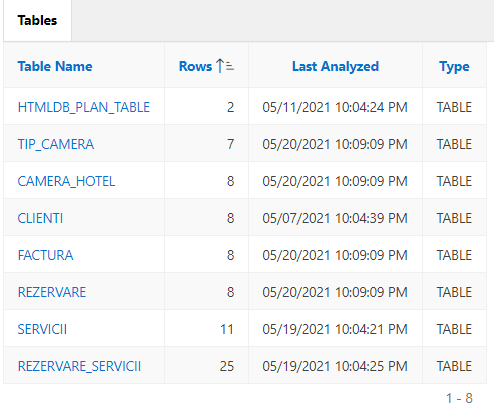 Tables
Table Name Rows Last Analyzed Type
HTMLDB_PLAN_TABLE 2 05/11/2021 10:04:24 PM TABLE
TIP_CAMERA 7 05/20/2021 10:09:09 PM TABLE
CAMERA_HOTEL 8 05/20/2021 10:09:09 PM TABLE
CLIENTI 8 05/07/2021 10:04:39 PM TABLE
FACTURA 8 05/20/2021 10:09:09 PM TABLE
REZERVARE 8 05/20/2021 10:09:09 PM TABLE
SERVICII 11 05/19/2021 10:04:21 PM TABLE
REZERVARE_SERVICII 25 05/19/2021 10:04:25 PM TABLE
1 - 8